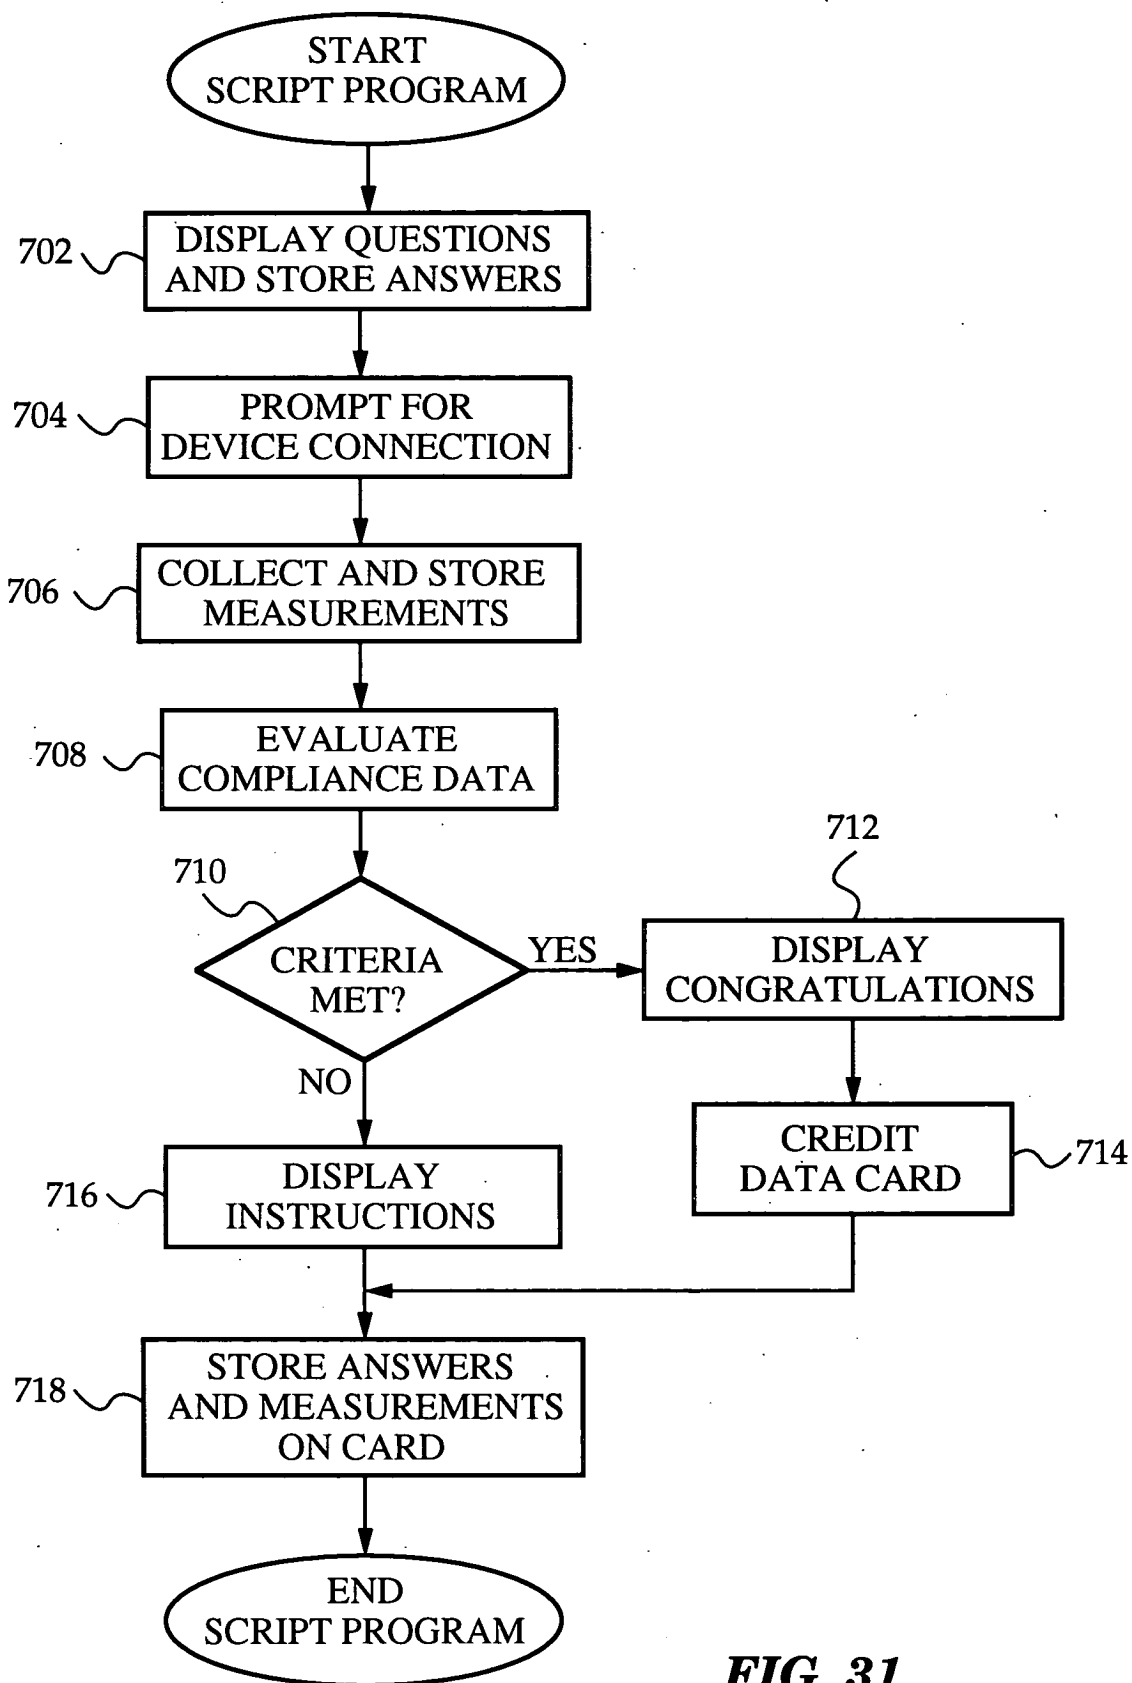 START
SCRIPT PROGRAM
702
DISPLAY QUESTIONS
AND STORE ANSWERS
704
PROMPT FOR
DEVICE CONNECTION
706
COLLECT AND STORE
MEASUREMENTS
708
EVALUATE
COMPLIANCE DATA
710
CRITERIA
MET?
YES
712
DISPLAY
CONGRATULATIONS
NO
CREDIT
DATA CARD
714
716
DISPLAY
INSTRUCTIONS
718
STORE ANSWERS
AND MEASUREMENTS
ON CARD
END
SCRIPT PROGRAM
FIG. 31